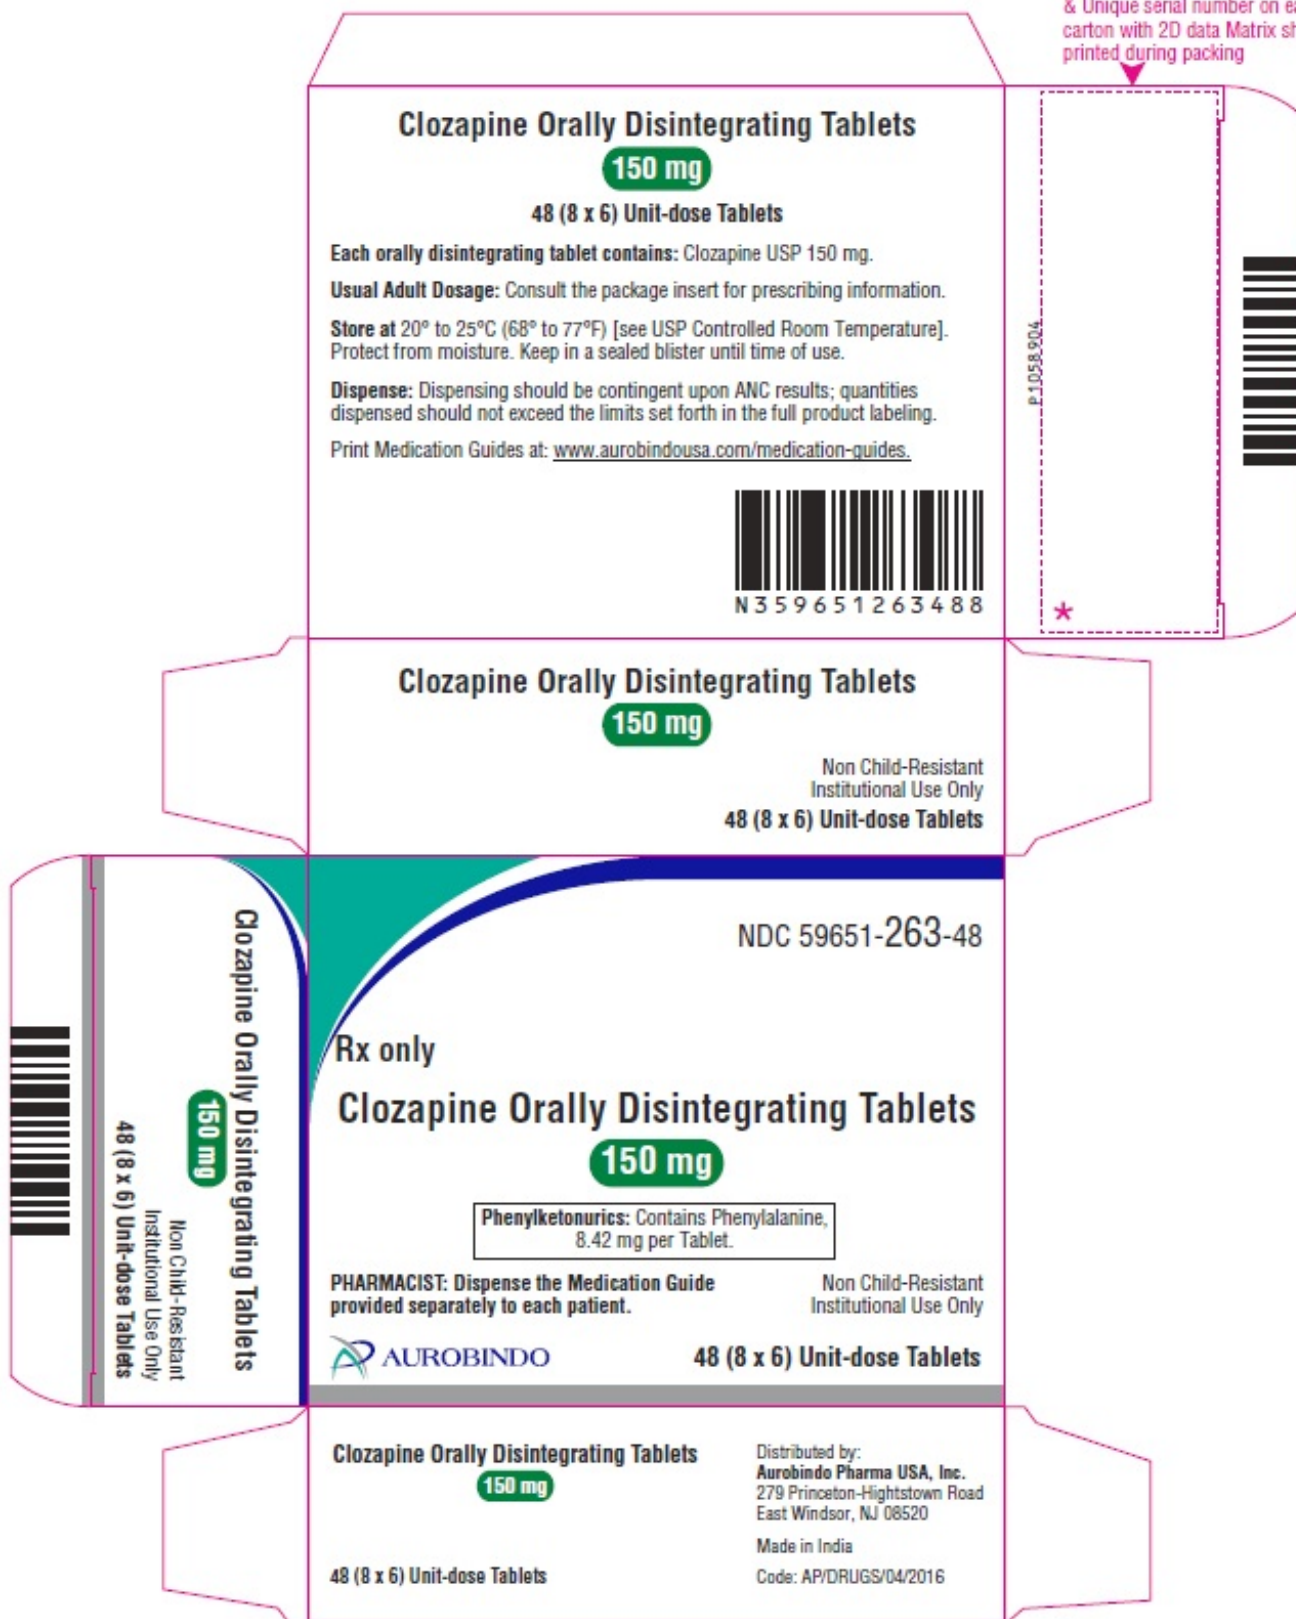 & Unique serial number on
carton with 2D data Matrix
printed during packing
Clozapine Orally Disintegrating Tablets
150 mg
48 (8 x 6) Unit-dose Tablets
Each orally disintegrating tablet contains: Clozapine USP 150 mg.
Usual Adult Dosage: Consult the package insert for prescribing information.
Store at 20° to 25°C (68° to 77°F) [see USP Controlled Room Temperature].
Protect from moisture. Keep in a sealed blister until time of use.
Dispense: Dispensing should be contingent upon ANC results; quantities
dispensed should not exceed the limits set forth in the full product labeling.
Print Medication Guides at: www.aurobindousa.com/medication-guides.
N359651263488
P1058904
*
Clozapine Orally Disintegrating Tablets
150 mg
Non Child-Resistant
Institutional Use Only
48 (8 x 6) Unit-dose Tablets
Clozapine Orally Disintegrating Tablets
150 mg
Non Child-Resistant
Institutional Use Only
48 (8 x 6) Unit-dose Tablets
NDC 59651-263-48
Rx only
Clozapine Orally Disintegrating Tablets
150 mg
Phenylketonurics: Contains Phenylalanine,
8.42 mg per Tablet.
PHARMACIST: Dispense the Medication Guide
provided separately to each patient.
Non Child-Resistant
Institutional Use Only
AUROBINDO
48 (8 x 6) Unit-dose Tablets
Clozapine Orally Disintegrating Tablets
150 mg
48 (8 x 6) Unit-dose Tablets
Distributed by:
Aurobindo Pharma USA, Inc.
279 Princeton-Hightstown Road
East Windsor, NJ 08520
Made in India
Code: AP/DRUGS/04/2016